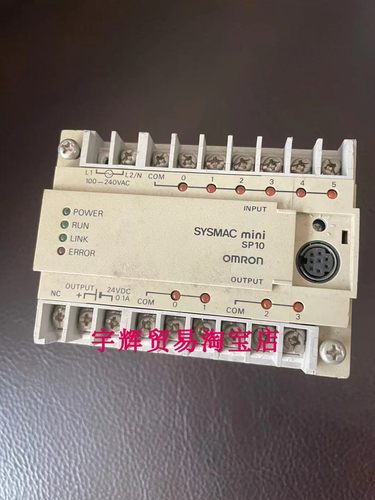 L1 L2/N COM 0 1 2 3 4 5
100-240VAC
INPUT
POWER
RUN
LINK
ERROR
SYSMAC mini
SP10
OMRON
OUTPUT
NC OUTPUT + 24VDC 0.1A COM 0 1 COM 2 3
宇辉贸易淘宝店